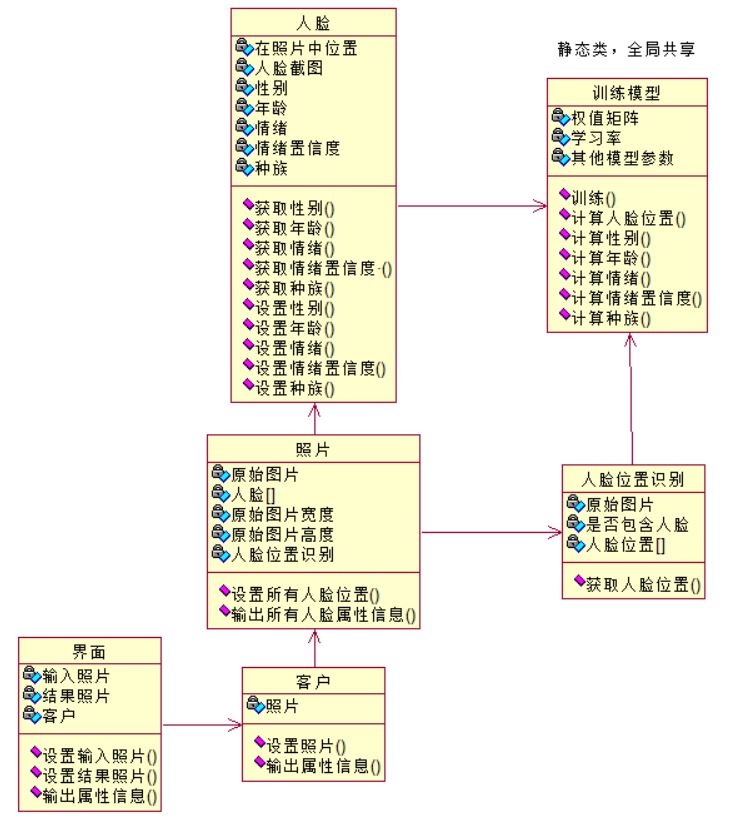 人脸
在照片中位置
人脸截图
性别
年龄
情绪
情绪置信度
种族
获取性别()
获取年龄()
获取情绪()
获取情绪置信度 ()
获取种族()
设置性别()
设置年龄()
设置情绪()
设置情绪置信度()
设置种族()
静态类，全局共享
训练模型
权值矩阵
学习率
其他模型参数
训练()
计算人脸位置()
计算性别()
计算年龄()
计算情绪()
计算情绪置信度()
计算种族()
照片
原始图片
人脸[]
原始图片宽度
原始图片高度
人脸位置识别
设置所有人脸位置()
输出所有人脸属性信息()
人脸位置识别
原始图片
是否包含人脸
人脸位置[]
获取人脸位置()
界面
输入照片
结果照片
客户
设置输入照片()
设置结果照片()
输出属性信息()
客户
照片
设置照片()
输出属性信息()